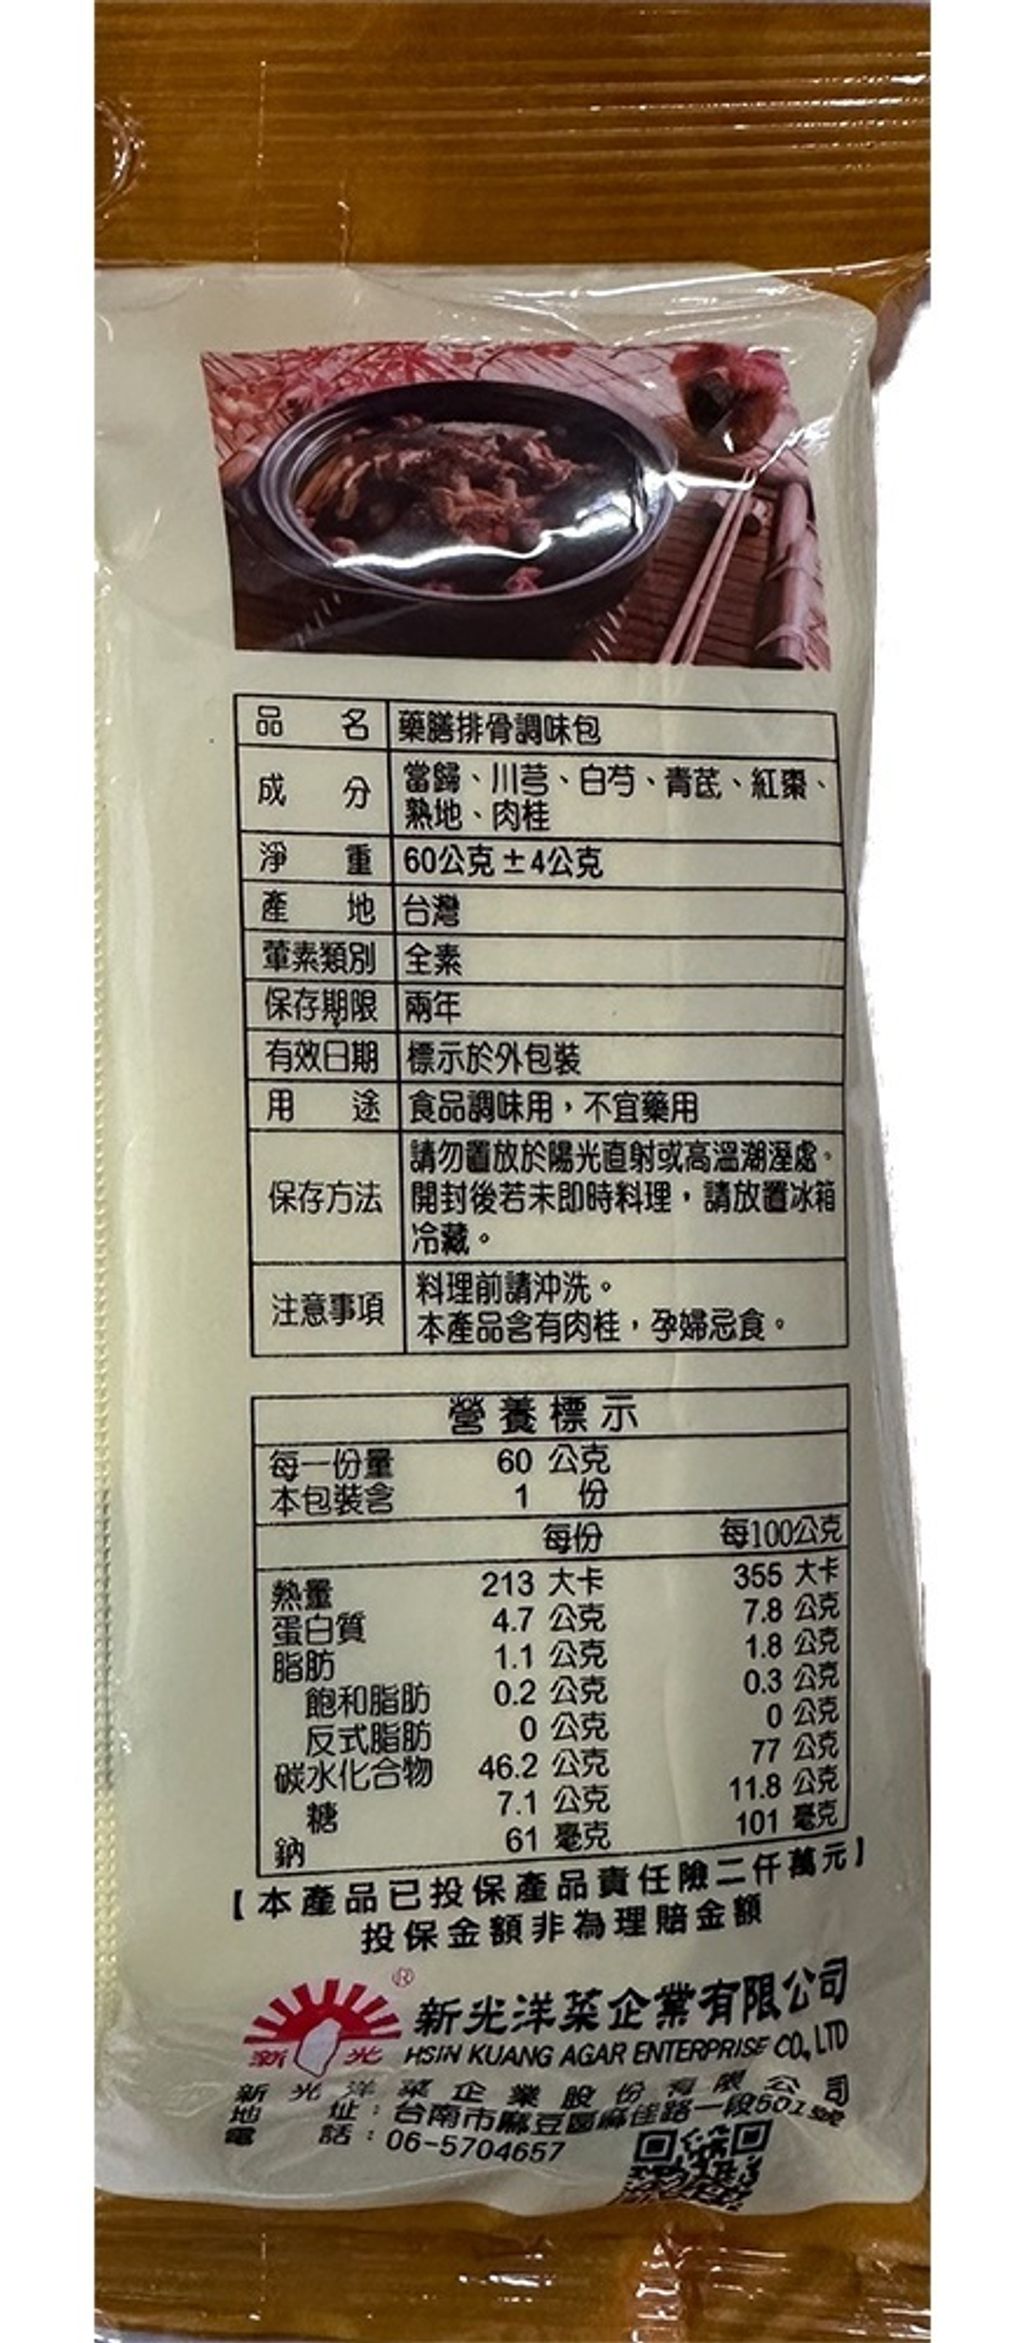 品名 藥膳排骨調味包
成分 當歸、川芎、白芍、青芪、紅棗、
熟地、肉桂
淨重 60公克±4公克
產地 台灣
葷素類別 全素
保存期限 兩年
有效日期 標示於外包裝
用途 食品調味用，不宜藥用
保存方法 請勿置放於陽光直射或高溫潮溼處。
開封後若未即時料理，請放置冰箱
冷藏。
注意事項 料理前請沖洗。
本產品含有肉桂，孕婦忌食。
營養標示
每一份量 60 公克
本包裝含 1 份
每份 每100公克
熱量 213 大卡 355 大卡
蛋白質 4.7 公克 7.8 公克
脂肪 1.1 公克 1.8 公克
飽和脂肪 0.2 公克 0.3 公克
反式脂肪 0 公克 0 公克
碳水化合物 46.2 公克 77 公克
糖 7.1 公克 11.8 公克
鈉 61 毫克 101 毫克
【本產品已投保產品責任險二仟萬元】
投保金額非為理賠金額
新光 ® 新光洋菜企業有限公司
HSIN KUANG AGAR ENTERPRISE CO., LTD
新光洋菜企業股份有限公司
地址：台南市麻豆區麻佳路一段501號
電話：06-5704657